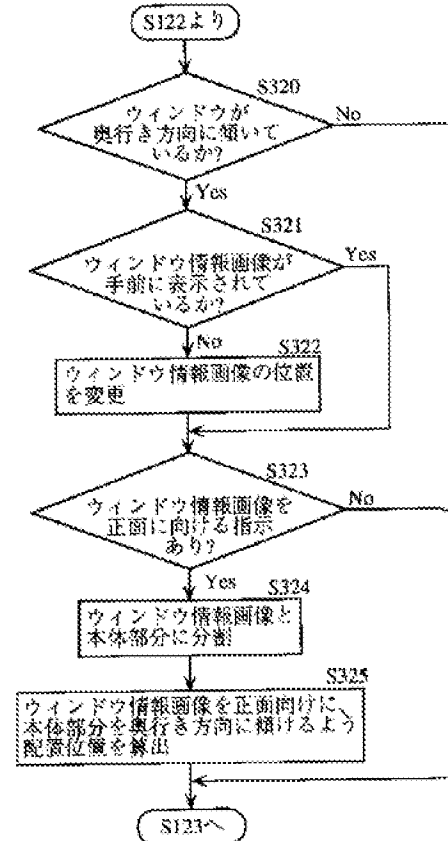 S122より
S320
ウィンドウが
奥行き方向に傾いて
いるか?
No
Yes
S321
ウィンドウ情報画像が
手前に表示されて
いるか?
Yes
No
S322
ウィンドウ情報画像の位置
を変更
S323
ウィンドウ情報画像を
正面に向ける指示
あり?
No
Yes
S324
ウィンドウ情報画像と
本体部分に分割
S325
ウィンドウ情報画像を正面向けに、
本体部分を奥行き方向に傾けるよう
配置位置を算出
S123へ